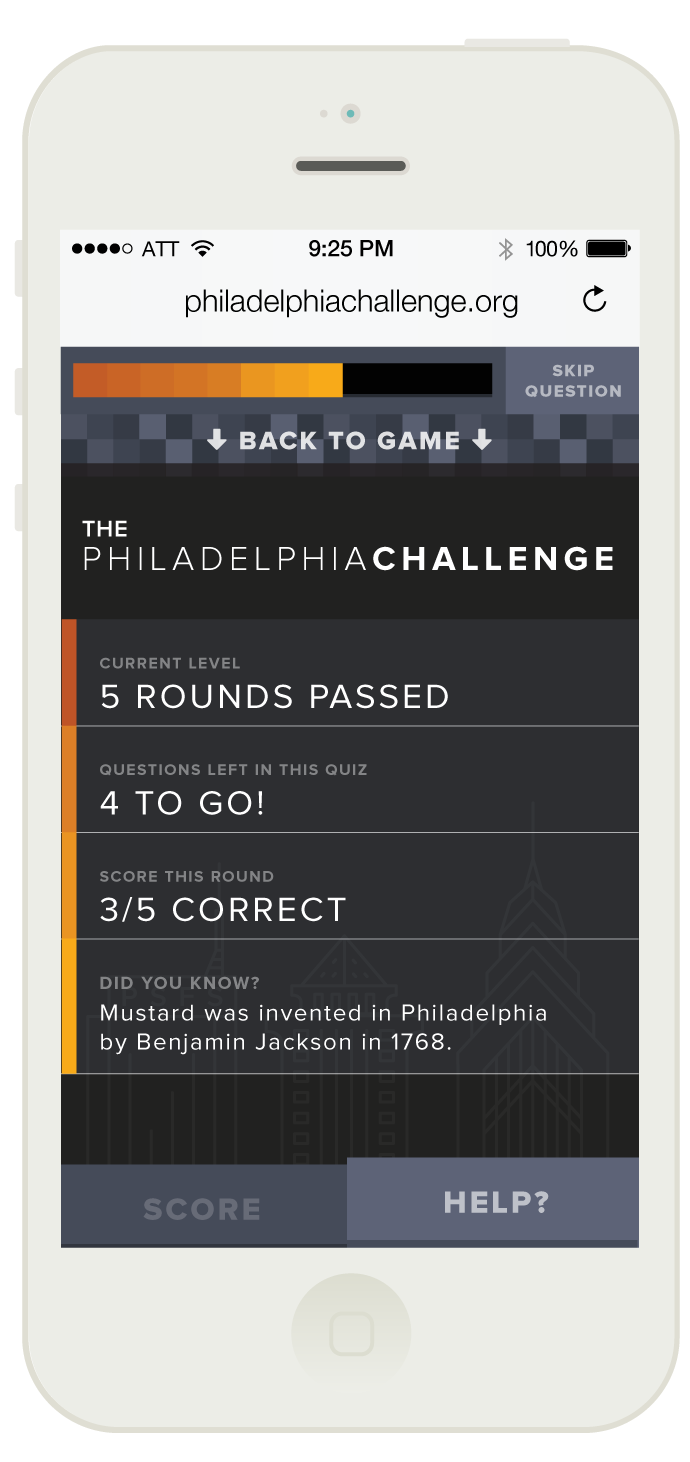 ATT 9:25 PM 100%
philadelphiachallenge.org
SKIP
QUESTION
BACK TO GAME
THE
PHILADELPHIACHALLENGE
CURRENT LEVEL
5 ROUNDS PASSED
QUESTIONS LEFT IN THIS QUIZ
4 TO GO!
SCORE THIS ROUND
3/5 CORRECT
DID YOU KNOW?
PSFS
Mustard was invented in Philadelphia
by Benjamin Jackson in 1768.
SCORE
HELP?